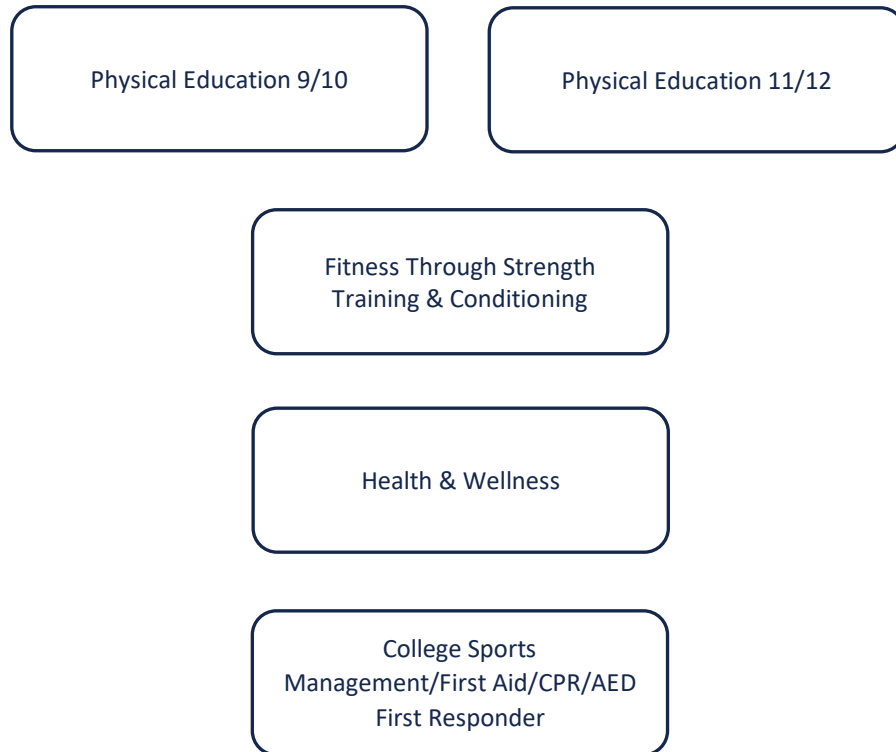 Physical Education 9/10
Physical Education 11/12
Fitness Through Strength
Training & Conditioning
Health & Wellness
College Sports
Management/First Aid/CPR/AED
First Responder